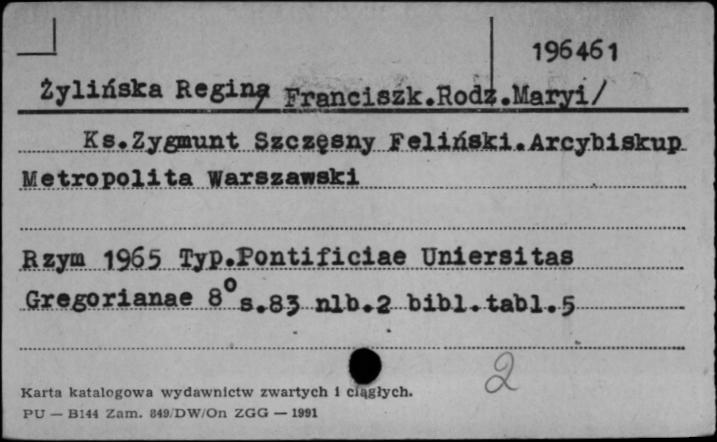 196461
Żylińska Regina /Franciszk.Rodz.Maryi/
Ks.Zygmunt Szczęsny Feliński.Arcybiskup
Metropolita Warszawski
Rzym 1965 Typ.Pontificiae Uniersitas
Gregorianae 8° s.83 nlb.2 bibl.tabl.5
2
Karta katalogowa wydawnictw zwartych i ciągłych.
PU — B144 Zam. 849/DW/On ZGG — 1991